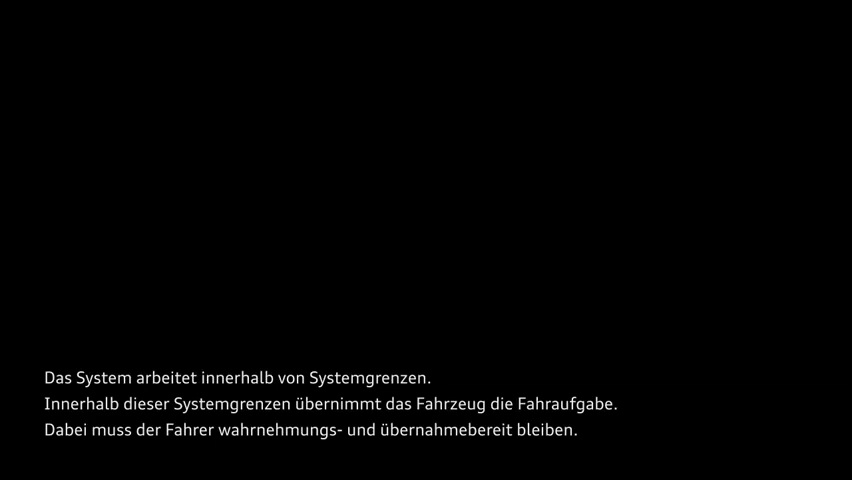 Das System arbeitet innerhalb von Systemgrenzen.
Innerhalb dieser Systemgrenzen übernimmt das Fahrzeug die Fahraufgabe.
Dabei muss der Fahrer wahrnehmungs- und übernahmebereit bleiben.